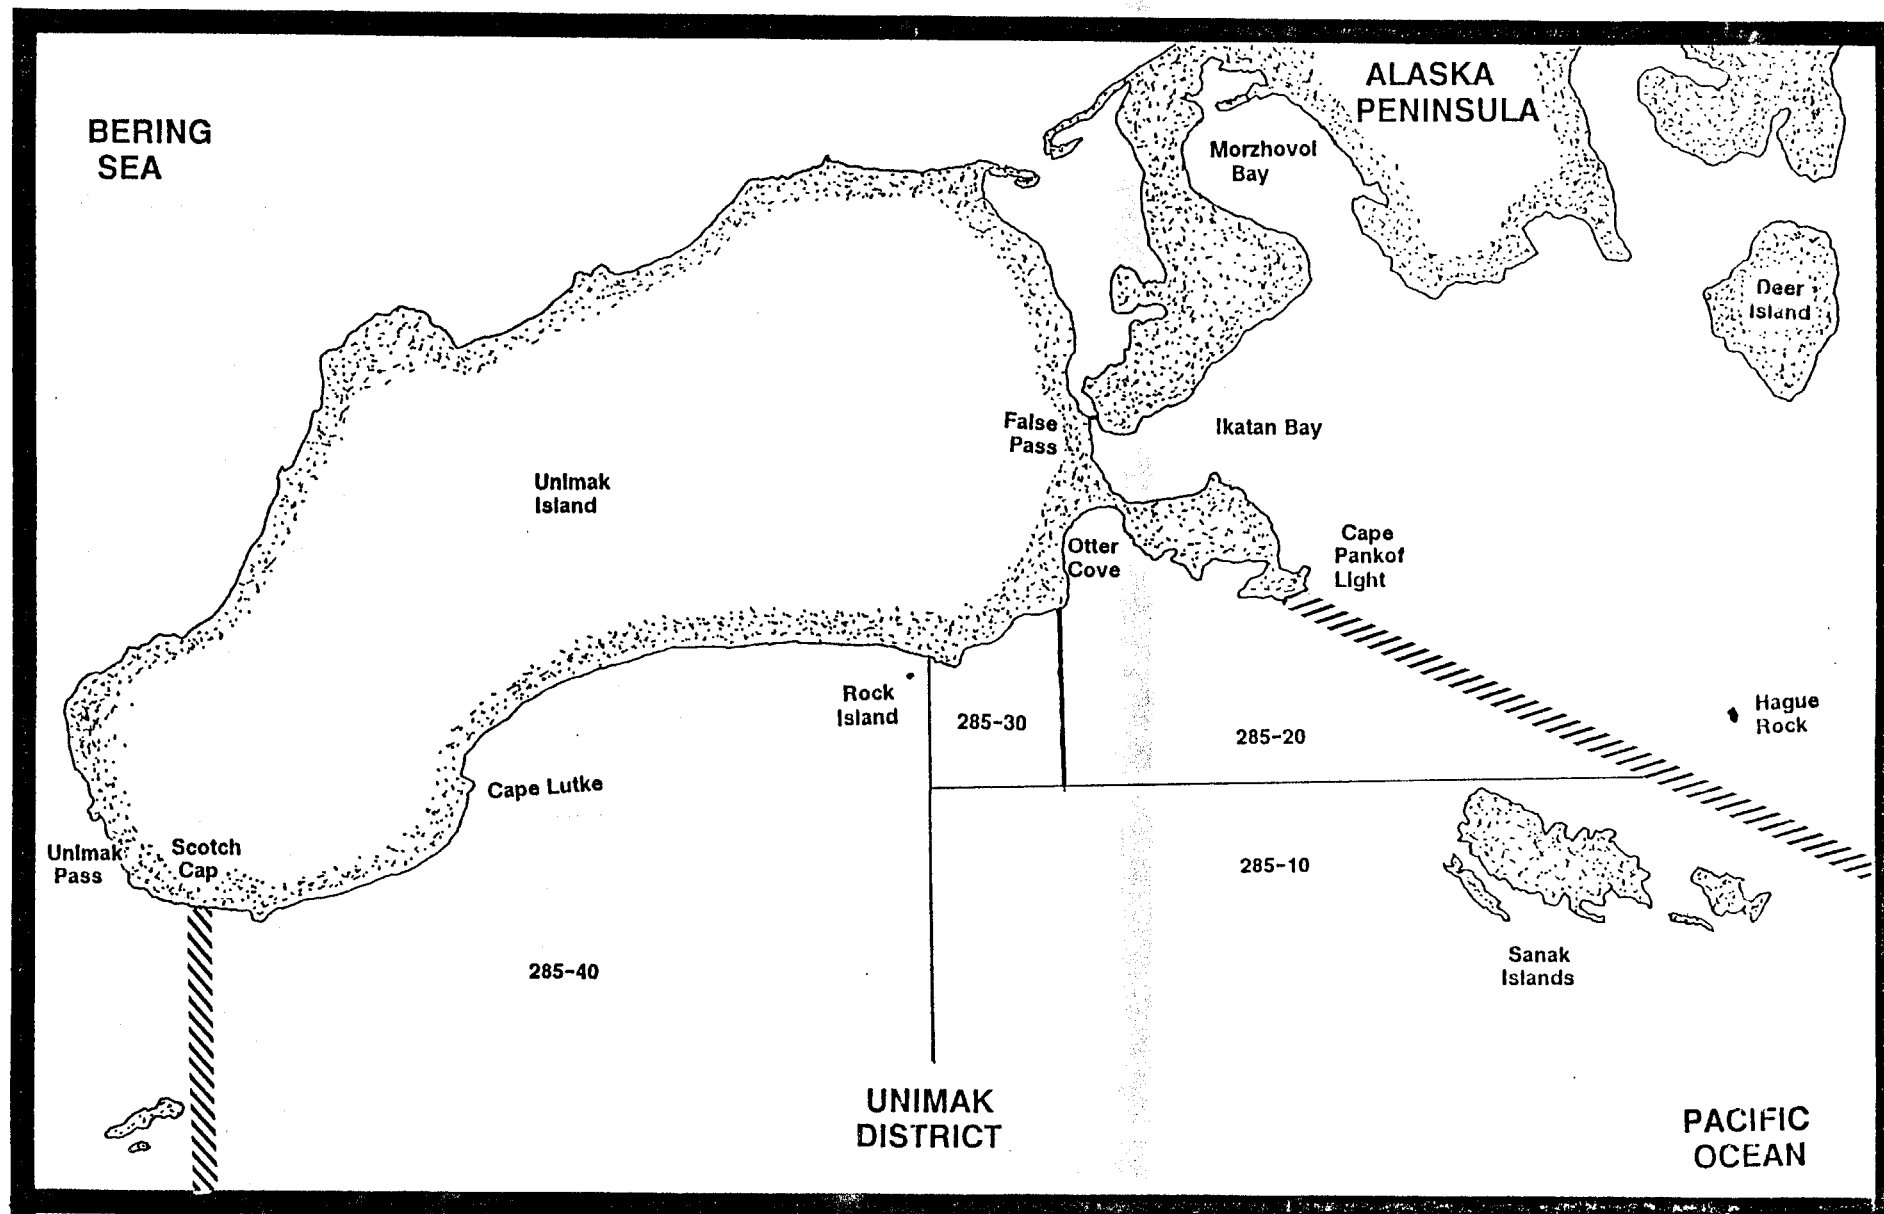 ALASKA
PENINSULA
BERING
SEA
Morzhovoi
Bay
Deer
Island
False
Pass
Ikatan Bay
Unimak
Island
Otter
Cove
Cape
Pankof
Light
Rock
Island
285-30
285-20
Hague
Rock
Cape Lutke
Unimak
Pass
Scotch
Cap
285-10
285-40
Sanak
Islands
UNIMAK
DISTRICT
PACIFIC
OCEAN